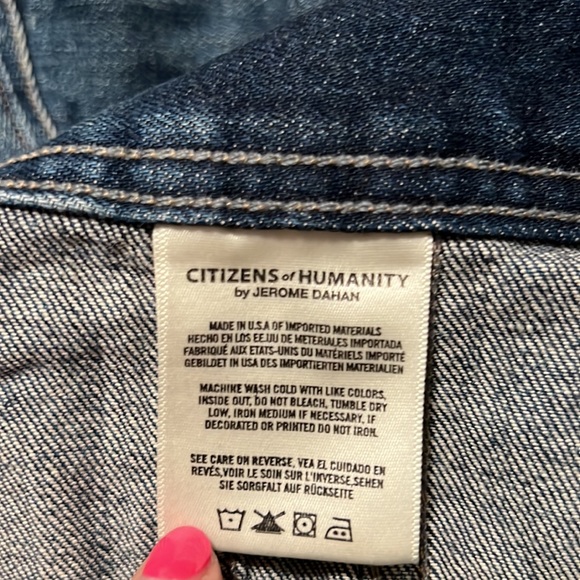 CITIZENS of HUMANITY
by JEROME DAHAN
MADE IN U.S.A OF IMPORTED MATERIALS
HECHO EN LOS EE.UU DE METERIALES IMPORTADA
FABRIQUÉ AUX ETATS-UNIS DU MATÉRIELS IMPORTÉ
GEBILDET IN USA DES IMPORTIERTEN MATERIALIEN
MACHINE WASH COLD WITH LIKE COLORS,
INSIDE OUT, DO NOT BLEACH, TUMBLE DRY
LOW, IRON MEDIUM IF NECESSARY, IF
DECORATED OR PRINTED DO NOT IRON.
SEE CARE ON REVERSE, VEA EL CUIDADO EN
REVÉS,VOIR LE SOIN SUR L'INVERSE,SEHEN
SIE SORGFALT AUF RÜCKSEITE